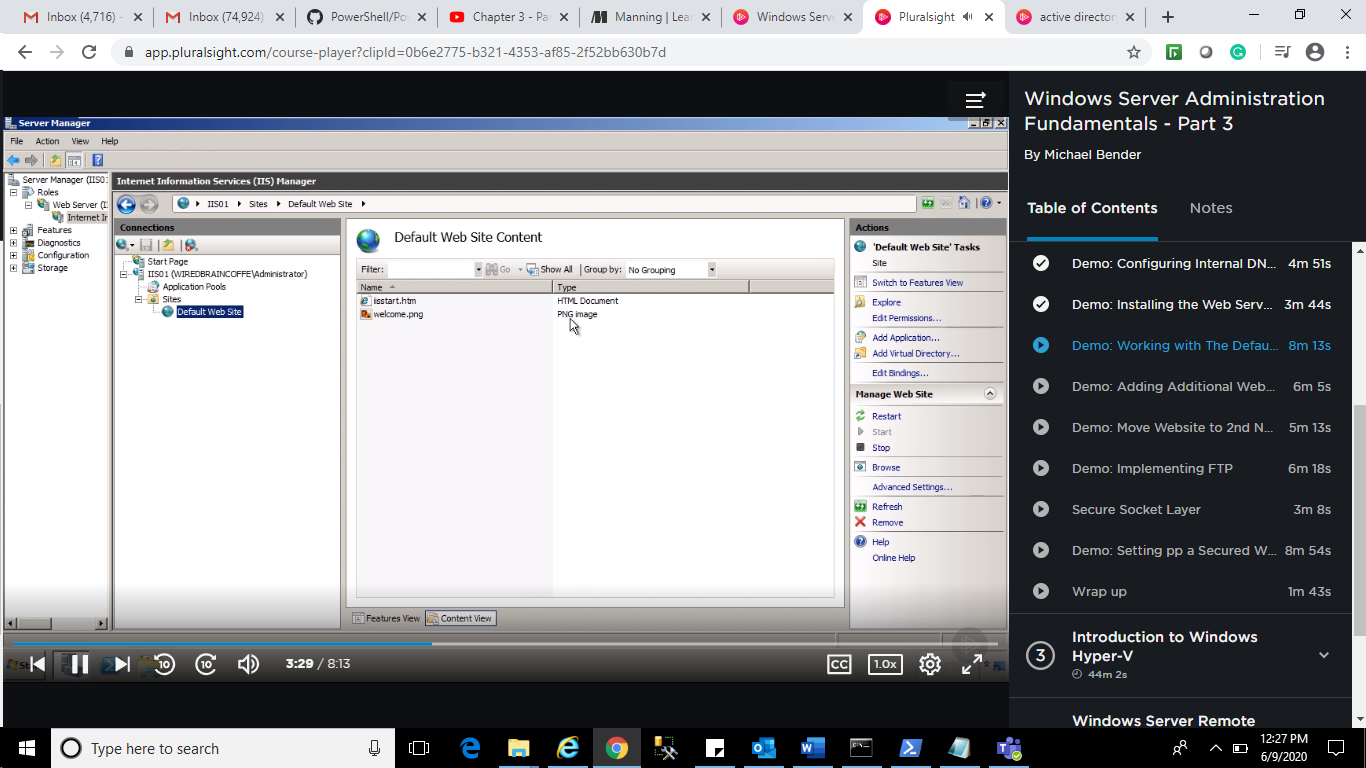 Inbox (4,716) -
Inbox (74,924)
PowerShell/Po
Chapter 3 - Pa
Manning | Lea
Windows Serve
Pluralsight
active director
app.pluralsight.com/course-player?clipId=0b6e2775-b321-4353-af85-2f52bb630b7d
Server Manager
File Action View Help
Server Manager (IIS01
Roles
Web Server (I
Internet Ir
Features
Diagnostics
Configuration
Storage
Internet Information Services (IIS) Manager
IIS01 Sites Default Web Site
Connections
Start Page
IIS01 (WIREDBRAINCOFFE\Administrator)
Application Pools
Sites
Default Web Site
Default Web Site Content
Filter: Go Show All Group by: No Grouping
Name Type
iisstart.htm HTML Document
welcome.png PNG image
Features View Content View
Actions
'Default Web Site' Tasks
Site
Switch to Features View
Explore
Edit Permissions...
Add Application...
Add Virtual Directory...
Edit Bindings...
Manage Web Site
Restart
Start
Stop
Browse
Advanced Settings...
Refresh
Remove
Help
Online Help
10 10 3:29 / 8:13 CC 1.0x
Windows Server Administration
Fundamentals - Part 3
By Michael Bender
Table of Contents Notes
Demo: Configuring Internal DN... 4m 51s
Demo: Installing the Web Serv... 3m 44s
Demo: Working with The Defau... 8m 13s
Demo: Adding Additional Web... 6m 5s
Demo: Move Website to 2nd N... 5m 13s
Demo: Implementing FTP 6m 18s
Secure Socket Layer 3m 8s
Demo: Setting pp a Secured W... 8m 54s
Wrap up 1m 43s
3 Introduction to Windows
Hyper-V
44m 2s
Windows Server Remote
Type here to search
12:27 PM
6/9/2020